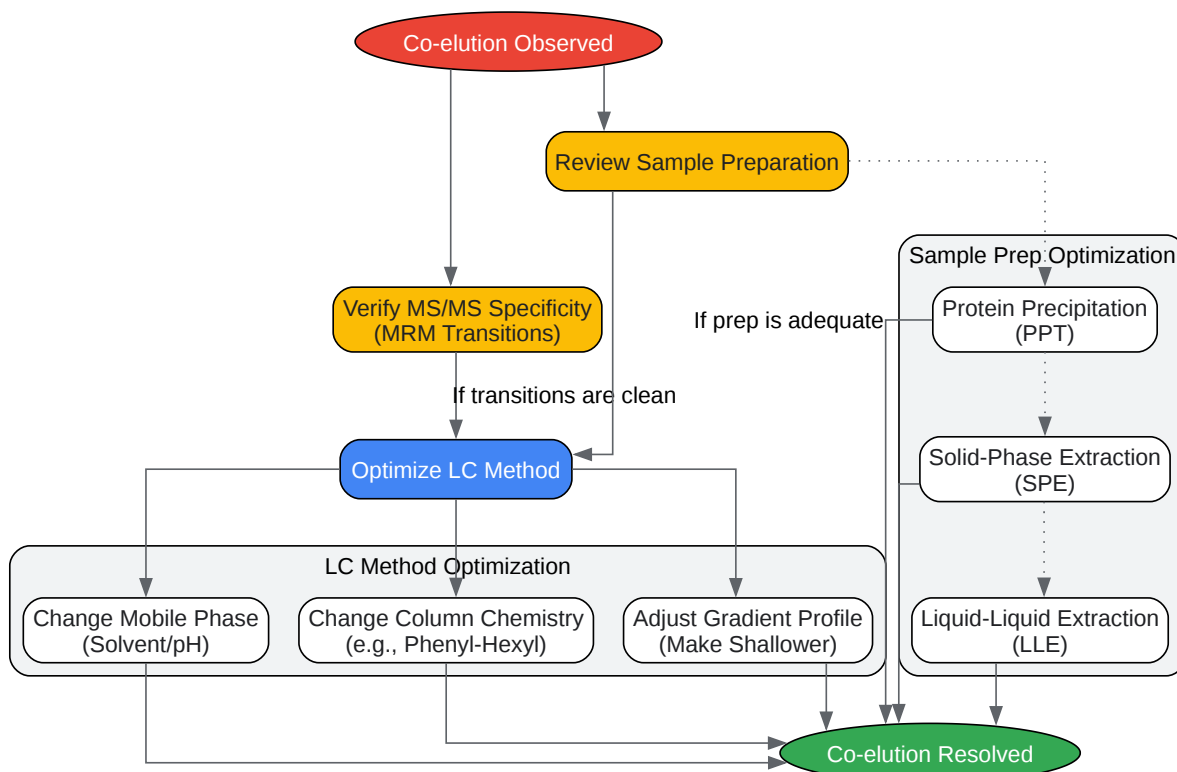 Co-elution Observed
Review Sample Preparation
Sample Prep Optimization
Verify MS/MS Specificity
(MRM Transitions)
If prep is adequate
Protein Precipitation
(PPT)
If transitions are clean
Optimize LC Method
Solid-Phase Extraction
(SPE)
LC Method Optimization
Change Mobile Phase
(Solvent/pH)
Change Column Chemistry
(e.g., Phenyl-Hexyl)
Adjust Gradient Profile
(Make Shallower)
Liquid-Liquid Extraction
(LLE)
Co-elution Resolved